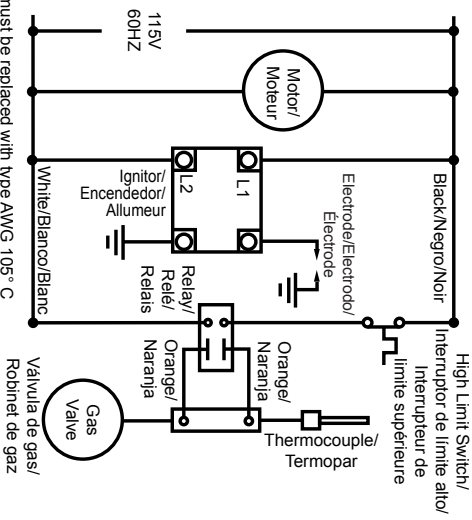 115V
60HZ
Motor/
Moteur
Ignitor/
Encendedor/
Allumeur
L2
L1
Electrode/Electrodo/
Électrode
White/Blanco/Blanc
Black/Negro/Noir
must be replaced with type AWG 105° C
High Limit Switch/
Interruptor de límite alto/
Interrupteur de
limite supérieure
Relay/
Relé/
Relais
Orange/
Naranja
Orange/
Naranja
Thermocouple/
Termopar
Gas
Valve
Válvula de gas/
Robinet de gaz